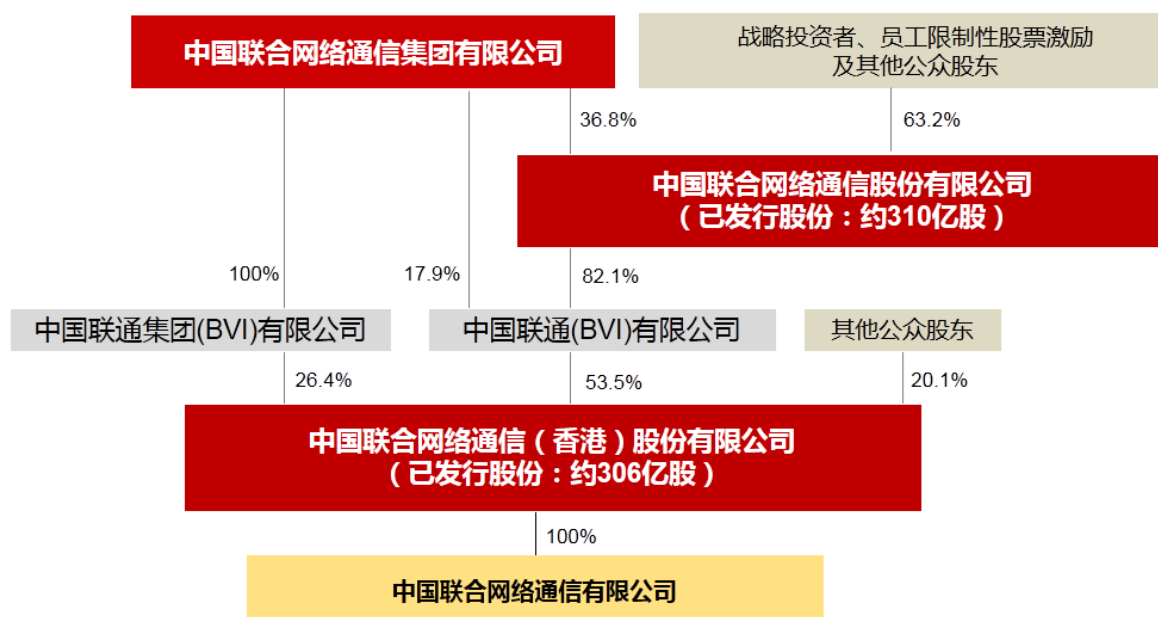 中国联合网络通信集团有限公司
战略投资者、员工限制性股票激励
及其他公众股东
36.8%
63.2%
中国联合网络通信股份有限公司
（已发行股份：约310亿股）
100%
17.9%
82.1%
中国联通集团(BVI)有限公司
中国联通(BVI)有限公司
其他公众股东
26.4%
53.5%
20.1%
中国联合网络通信（香港）股份有限公司
（已发行股份：约306亿股）
100%
中国联合网络通信有限公司